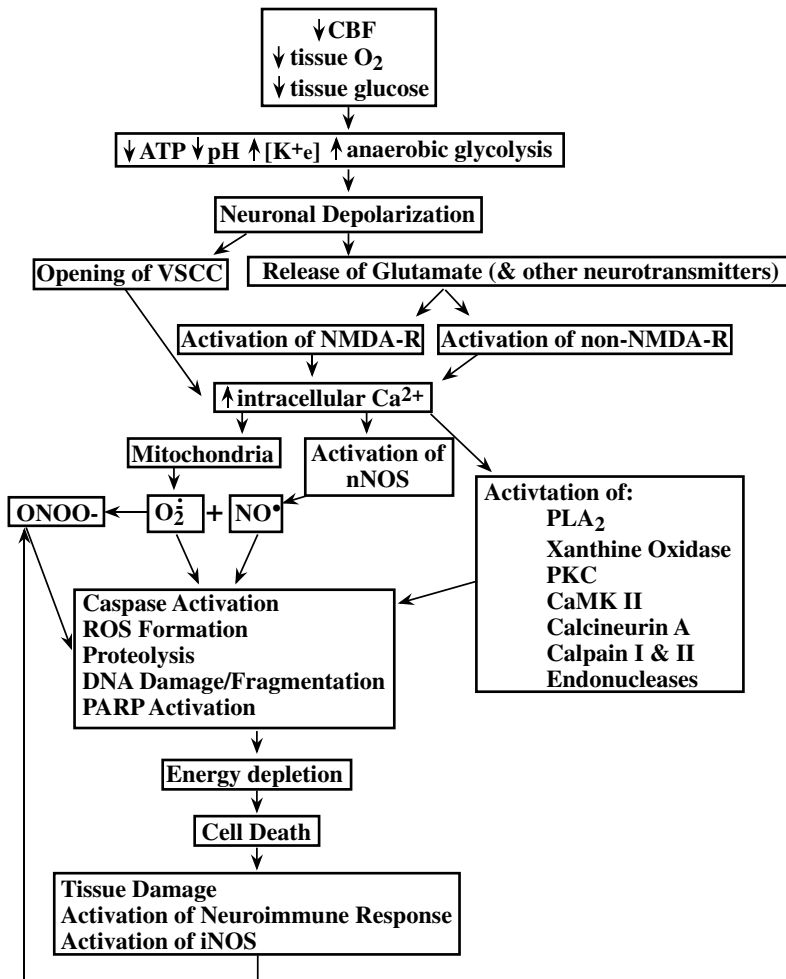 ↓CBF
↓ tissue O₂
↓ tissue glucose
↓ATP ↓pH ↑[K+e] ↑ anaerobic glycolysis
Neuronal Depolarization
Opening of VSCC
Release of Glutamate (& other neurotransmitters)
Activation of NMDA-R
Activation of non-NMDA-R
↑intracellular Ca²⁺
Mitochondria
Activation of
nNOS
ONOO-
O₂•̄ + NO•
Activtation of:
PLA₂
Xanthine Oxidase
PKC
CaMK II
Calcineurin A
Calpain I & II
Endonucleases
Caspase Activation
ROS Formation
Proteolysis
DNA Damage/Fragmentation
PARP Activation
Energy depletion
Cell Death
Tissue Damage
Activation of Neuroimmune Response
Activation of iNOS